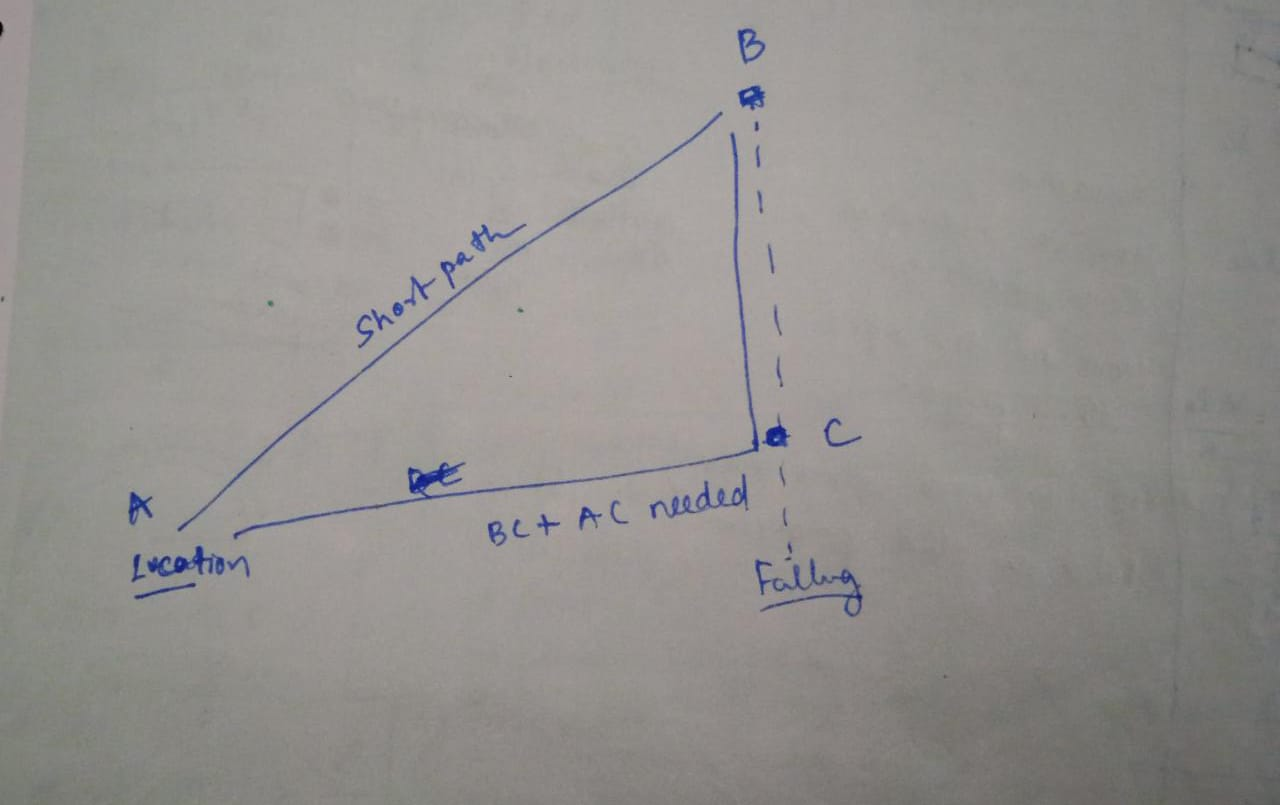 B
Short path
C
A
BC + AC needed
Location
Falling